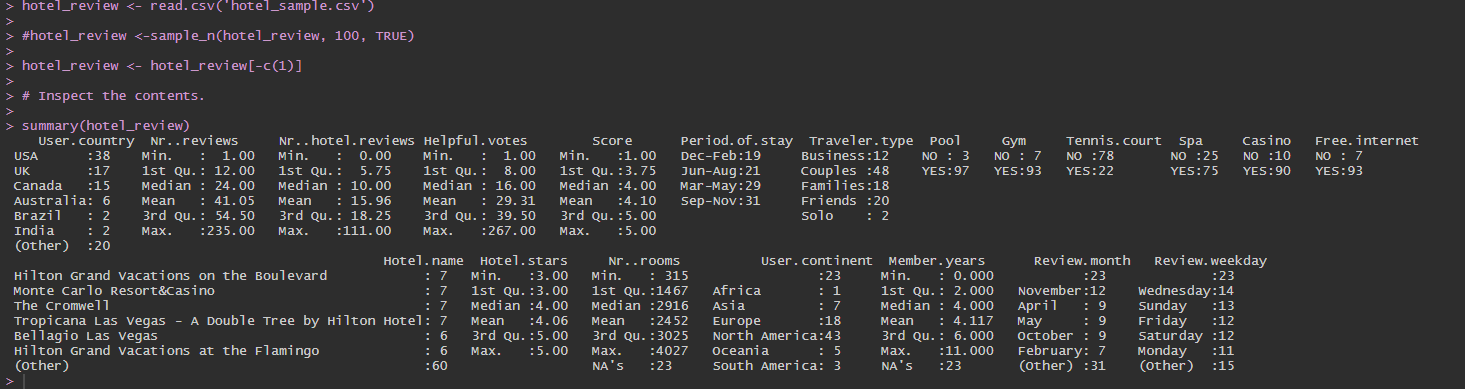 > hotel_review <- read.csv('hotel_sample.csv')
>
> #hotel_review <-sample_n(hotel_review, 100, TRUE)
>
> hotel_review <- hotel_review[-c(1)]
>
> # Inspect the contents.
>
> summary(hotel_review)
   User.country  Nr..reviews     Nr..hotel.reviews Helpful.votes        Score      Period.of.stay  Traveler.type  Pool     Gym     Tennis.court  Spa     Casino   Free.internet
 USA      :38   Min.   :  1.00   Min.   :  0.00    Min.   :  1.00   Min.   :1.00   Dec-Feb:19     Business:12    NO : 3   NO : 7   NO :78       NO :25   NO :10   NO : 7
 UK       :17   1st Qu.: 12.00   1st Qu.:  5.75    1st Qu.:  8.00   1st Qu.:3.75   Jun-Aug:21     Couples :48    YES:97   YES:93   YES:22       YES:75   YES:90   YES:93
 Canada   :15   Median : 24.00   Median : 10.00    Median : 16.00   Median :4.00   Mar-May:29     Families:18
 Australia: 6   Mean   : 41.05   Mean   : 15.96    Mean   : 29.31   Mean   :4.10   Sep-Nov:31     Friends :20
 Brazil   : 2   3rd Qu.: 54.50   3rd Qu.: 18.25    3rd Qu.: 39.50   3rd Qu.:5.00                  Solo    : 2
 India    : 2   Max.   :235.00   Max.   :111.00    Max.   :267.00   Max.   :5.00
 (Other)  :20
                                               Hotel.name  Hotel.stars     Nr..rooms          User.continent  Member.years     Review.month   Review.weekday
 Hilton Grand Vacations on the Boulevard            : 7   Min.   :3.00   Min.   : 315                :23   Min.   : 0.000           :23            :23
 Monte Carlo Resort&Casino                          : 7   1st Qu.:3.00   1st Qu.:1467   Africa       : 1   1st Qu.: 2.000   November:12   Wednesday:14
 The Cromwell                                       : 7   Median :4.00   Median :2916   Asia         : 7   Median : 4.000   April   : 9   Sunday   :13
 Tropicana Las Vegas - A Double Tree by Hilton Hotel: 7   Mean   :4.06   Mean   :2452   Europe       :18   Mean   : 4.117   May     : 9   Friday   :12
 Bellagio Las Vegas                                 : 6   3rd Qu.:5.00   3rd Qu.:3025   North America:43   3rd Qu.: 6.000   October : 9   Saturday :12
 Hilton Grand Vacations at the Flamingo             : 6   Max.   :5.00   Max.   :4027   Oceania      : 5   Max.   :11.000   February: 7   Monday   :11
 (Other)                                            :60                  NA's   :23     South America: 3   NA's   :23       (Other) :31   (Other)  :15
>